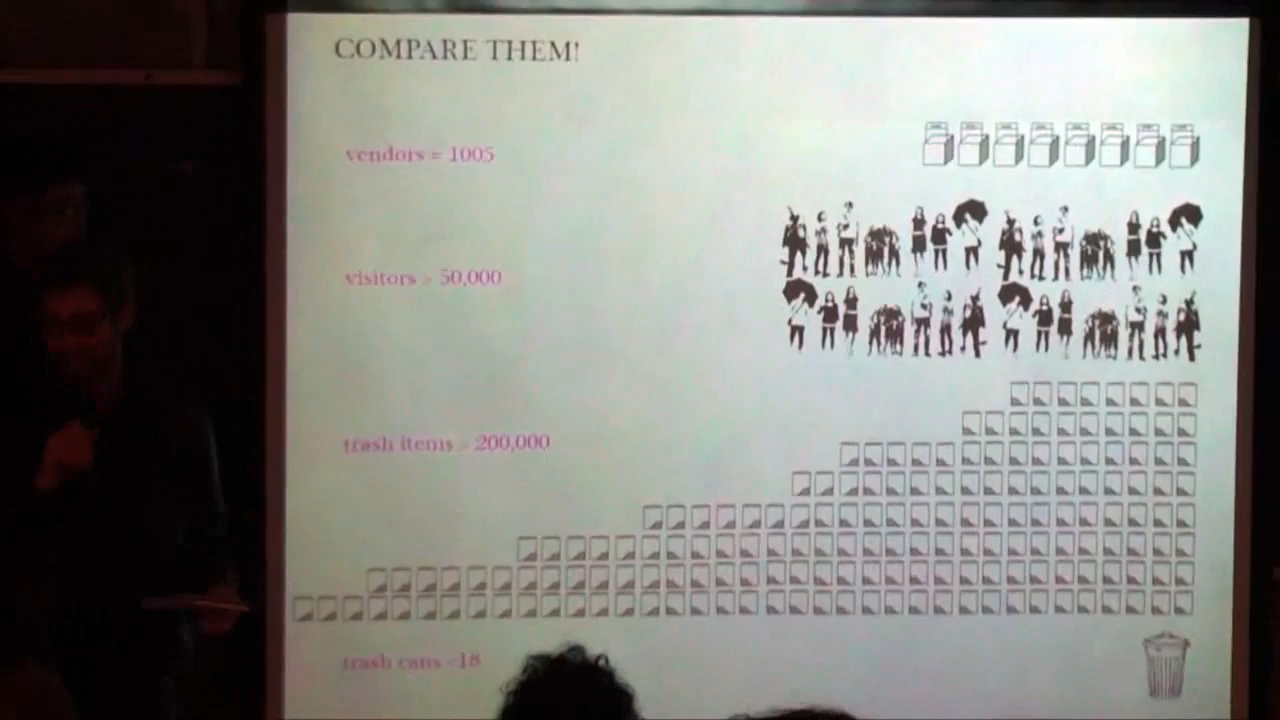 COMPARE THEM!
vendors = 1005
visitors > 50,000
trash items > 200,000
trash cans =18